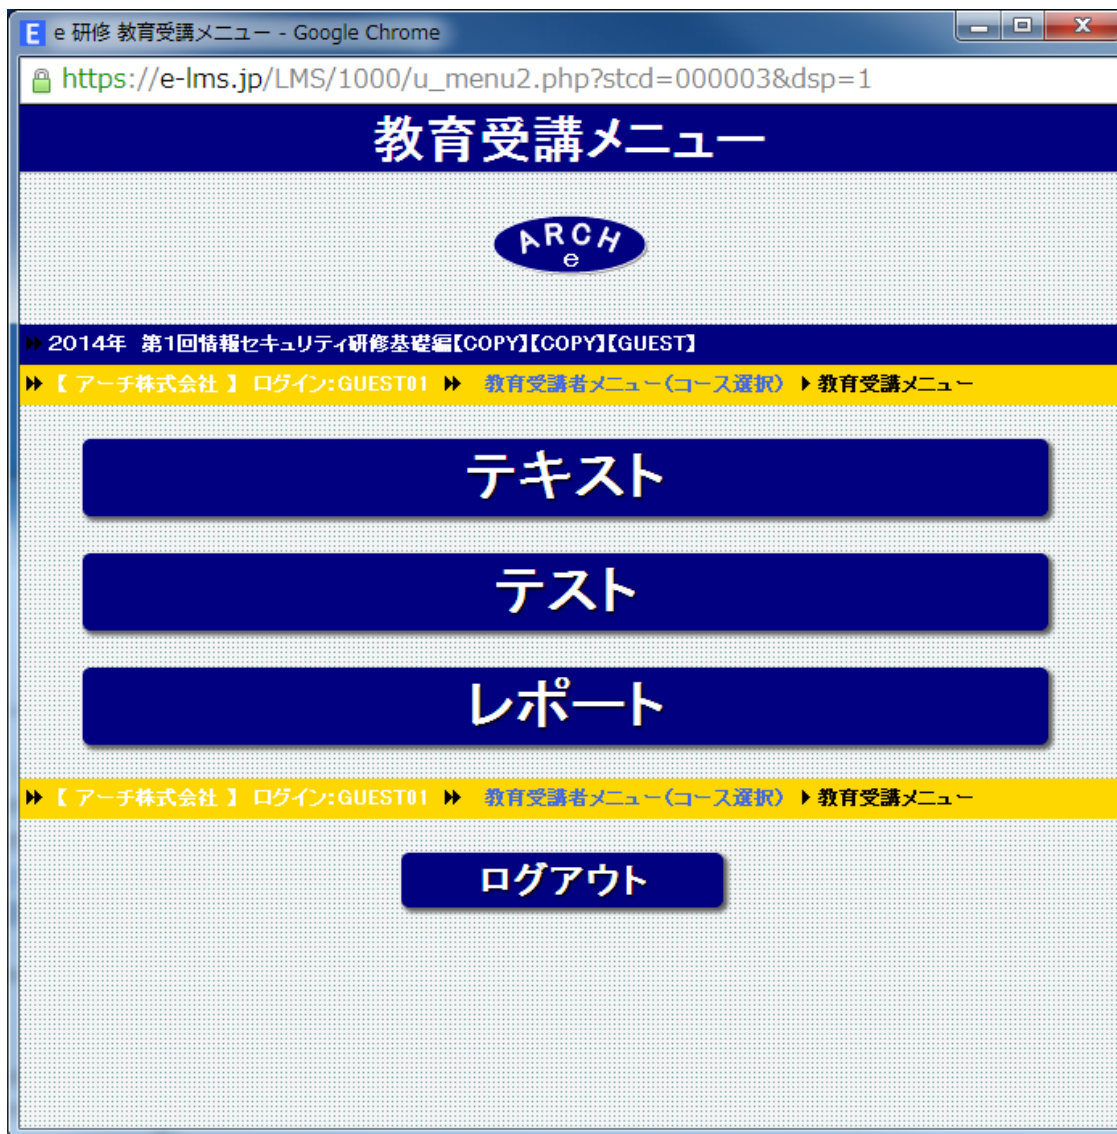 E e 研修 教育受講メニュー - Google Chrome
https://e-lms.jp/LMS/1000/u_menu2.php?stcd=000003&dsp=1
教育受講メニュー
ARCH
e
2014年 第1回情報セキュリティ研修基礎編【COPY】【COPY】【GUEST】
【 アーチ株式会社 】 ログイン:GUEST01 教育受講者メニュー(コース選択) 教育受講メニュー
テキスト
テスト
レポート
【 アーチ株式会社 】 ログイン:GUEST01 教育受講者メニュー(コース選択) 教育受講メニュー
ログアウト